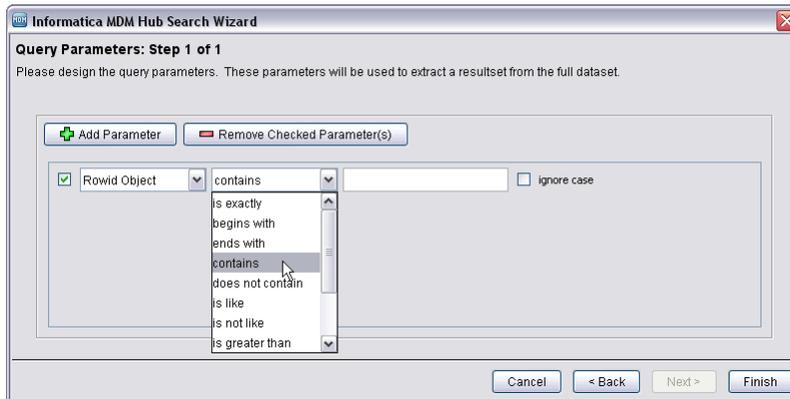 MDM Informatica MDM Hub Search Wizard
Query Parameters: Step 1 of 1
Please design the query parameters. These parameters will be used to extract a resultset from the full dataset.
Add Parameter Remove Checked Parameter(s)
Rowid Object contains ignore case
is exactly
begins with
ends with
contains
does not contain
is like
is not like
is greater than
Cancel < Back Next > Finish